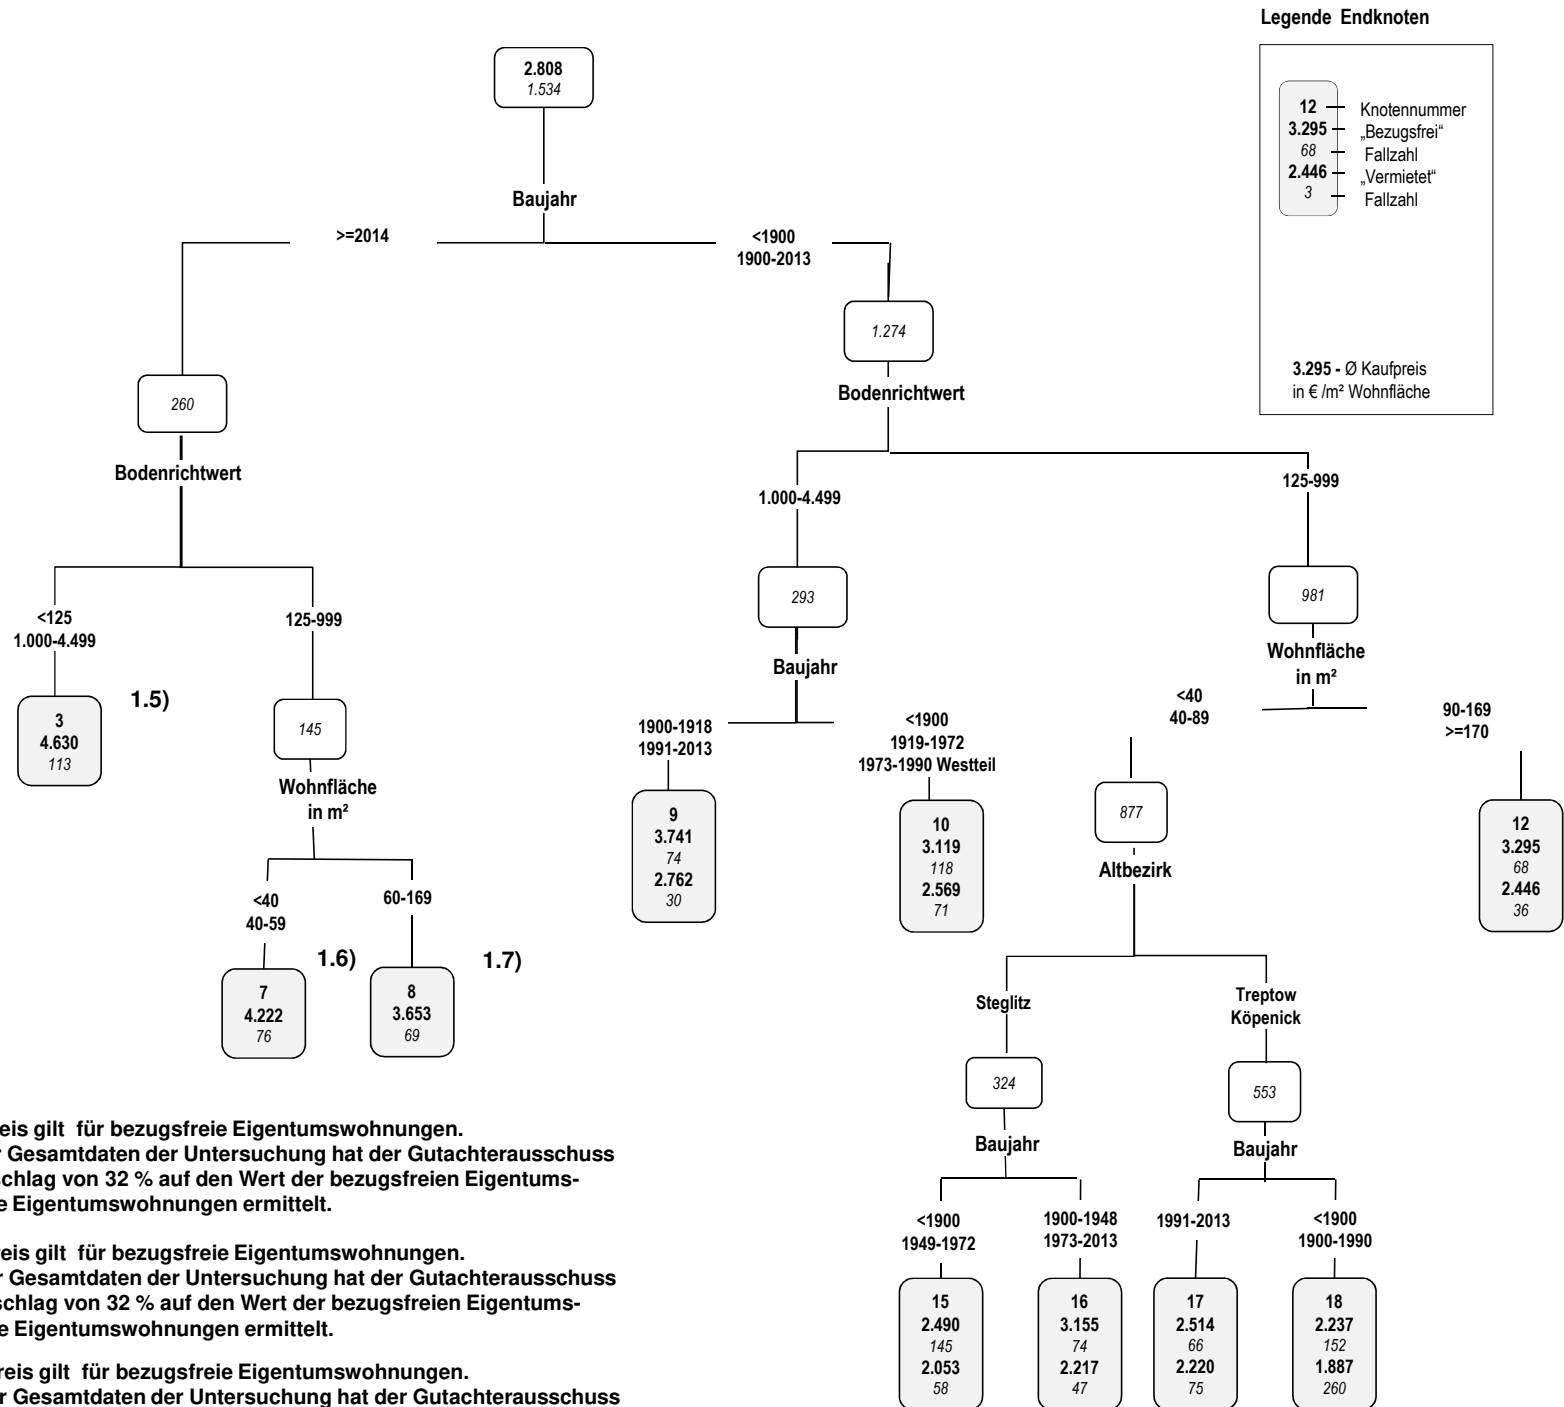 Legende Endknoten
12
3.295
68
2.446
3
Knotennummer
„Bezugsfrei“
Fallzahl
„Vermietet“
Fallzahl
3.295 - Ø Kaufpreis
in € /m² Wohnfläche
2.808
1.534
Baujahr
>=2014
<1900
1900-2013
260
1.274
Bodenrichtwert
Bodenrichtwert
<125
1.000-4.499
125-999
1.000-4.499
125-999
3
4.630
113
1.5)
145
Wohnfläche
in m²
<40
40-59
60-169
7
4.222
76
1.6)
8
3.653
69
1.7)
293
Baujahr
1900-1918
1991-2013
<1900
1919-1972
1973-1990 Westteil
9
3.741
74
2.762
30
10
3.119
118
2.569
71
981
Wohnfläche
in m²
<40
40-89
90-169
>=170
877
Altbezirk
12
3.295
68
2.446
36
Steglitz
Treptow
Köpenick
324
553
Baujahr
Baujahr
<1900
1949-1972
1900-1948
1973-2013
1991-2013
<1900
1900-1990
15
2.490
145
2.053
58
16
3.155
74
2.217
47
17
2.514
66
2.220
75
18
2.237
152
1.887
260
eis gilt für bezugsfreie Eigentumswohnungen.
r Gesamtdaten der Untersuchung hat der Gutachterausschuss
schlag von 32 % auf den Wert der bezugsfreien Eigentums-
e Eigentumswohnungen ermittelt.
reis gilt für bezugsfreie Eigentumswohnungen.
r Gesamtdaten der Untersuchung hat der Gutachterausschuss
schlag von 32 % auf den Wert der bezugsfreien Eigentums-
e Eigentumswohnungen ermittelt.
reis gilt für bezugsfreie Eigentumswohnungen.
r Gesamtdaten der Untersuchung hat der Gutachterausschuss